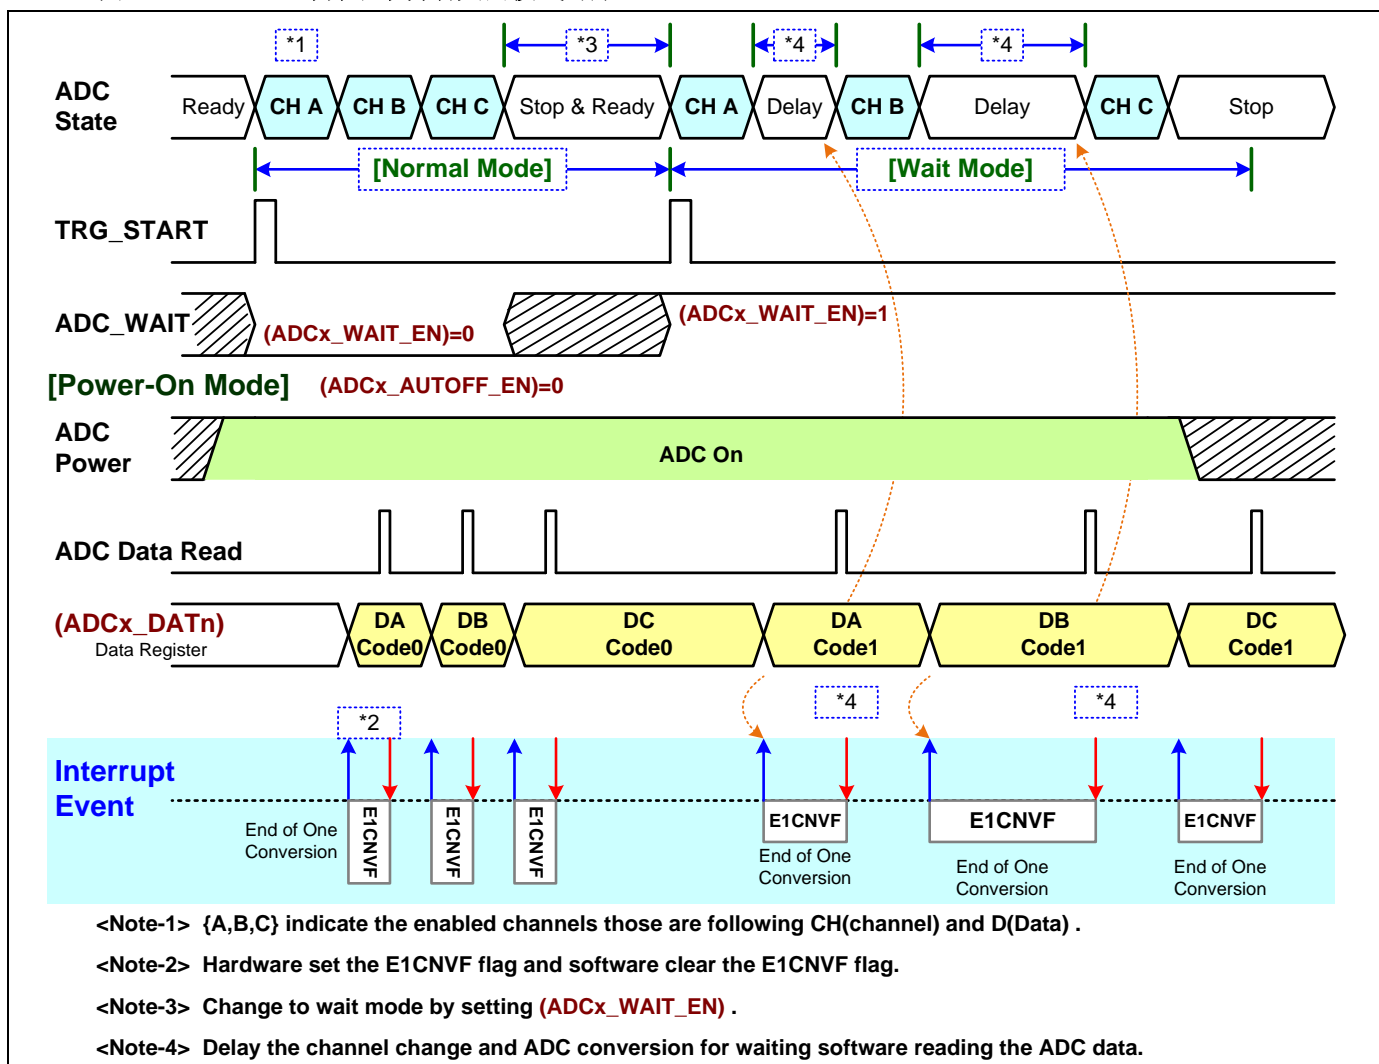 *1
*3
*4
*4
ADC
State
Ready
CH A
CH B
CH C
Stop & Ready
CH A
Delay
CH B
Delay
CH C
Stop
[Normal Mode]
[Wait Mode]
TRG_START
ADC_WAIT
(ADCx_WAIT_EN)=0
(ADCx_WAIT_EN)=1
[Power-On Mode]
(ADCx_AUTOFF_EN)=0
ADC
Power
ADC On
ADC Data Read
(ADCx_DATn)
Data Register
DA
Code0
DB
Code0
DC
Code0
DA
Code1
DB
Code1
DC
Code1
*2
*4
*4
Interrupt
Event
End of One
Conversion
E1CNVF
E1CNVF
E1CNVF
E1CNVF
End of One
Conversion
E1CNVF
End of One
Conversion
E1CNVF
End of One
Conversion
<Note-1> {A,B,C} indicate the enabled channels those are following CH(channel) and D(Data) .
<Note-2> Hardware set the E1CNVF flag and software clear the E1CNVF flag.
<Note-3> Change to wait mode by setting (ADCx_WAIT_EN) .
<Note-4> Delay the channel change and ADC conversion for waiting software reading the ADC data.